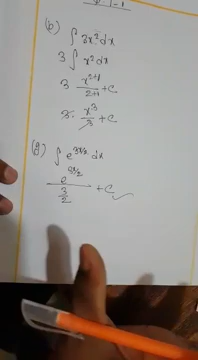 (b) ∫ 3x² dx
3 ∫ x² dx
3 x^(2+1)/(2+1) + C
3. x³/3 + C
(g) ∫ e^(3x/2) dx
e^(3x/2)/(3/2) + C